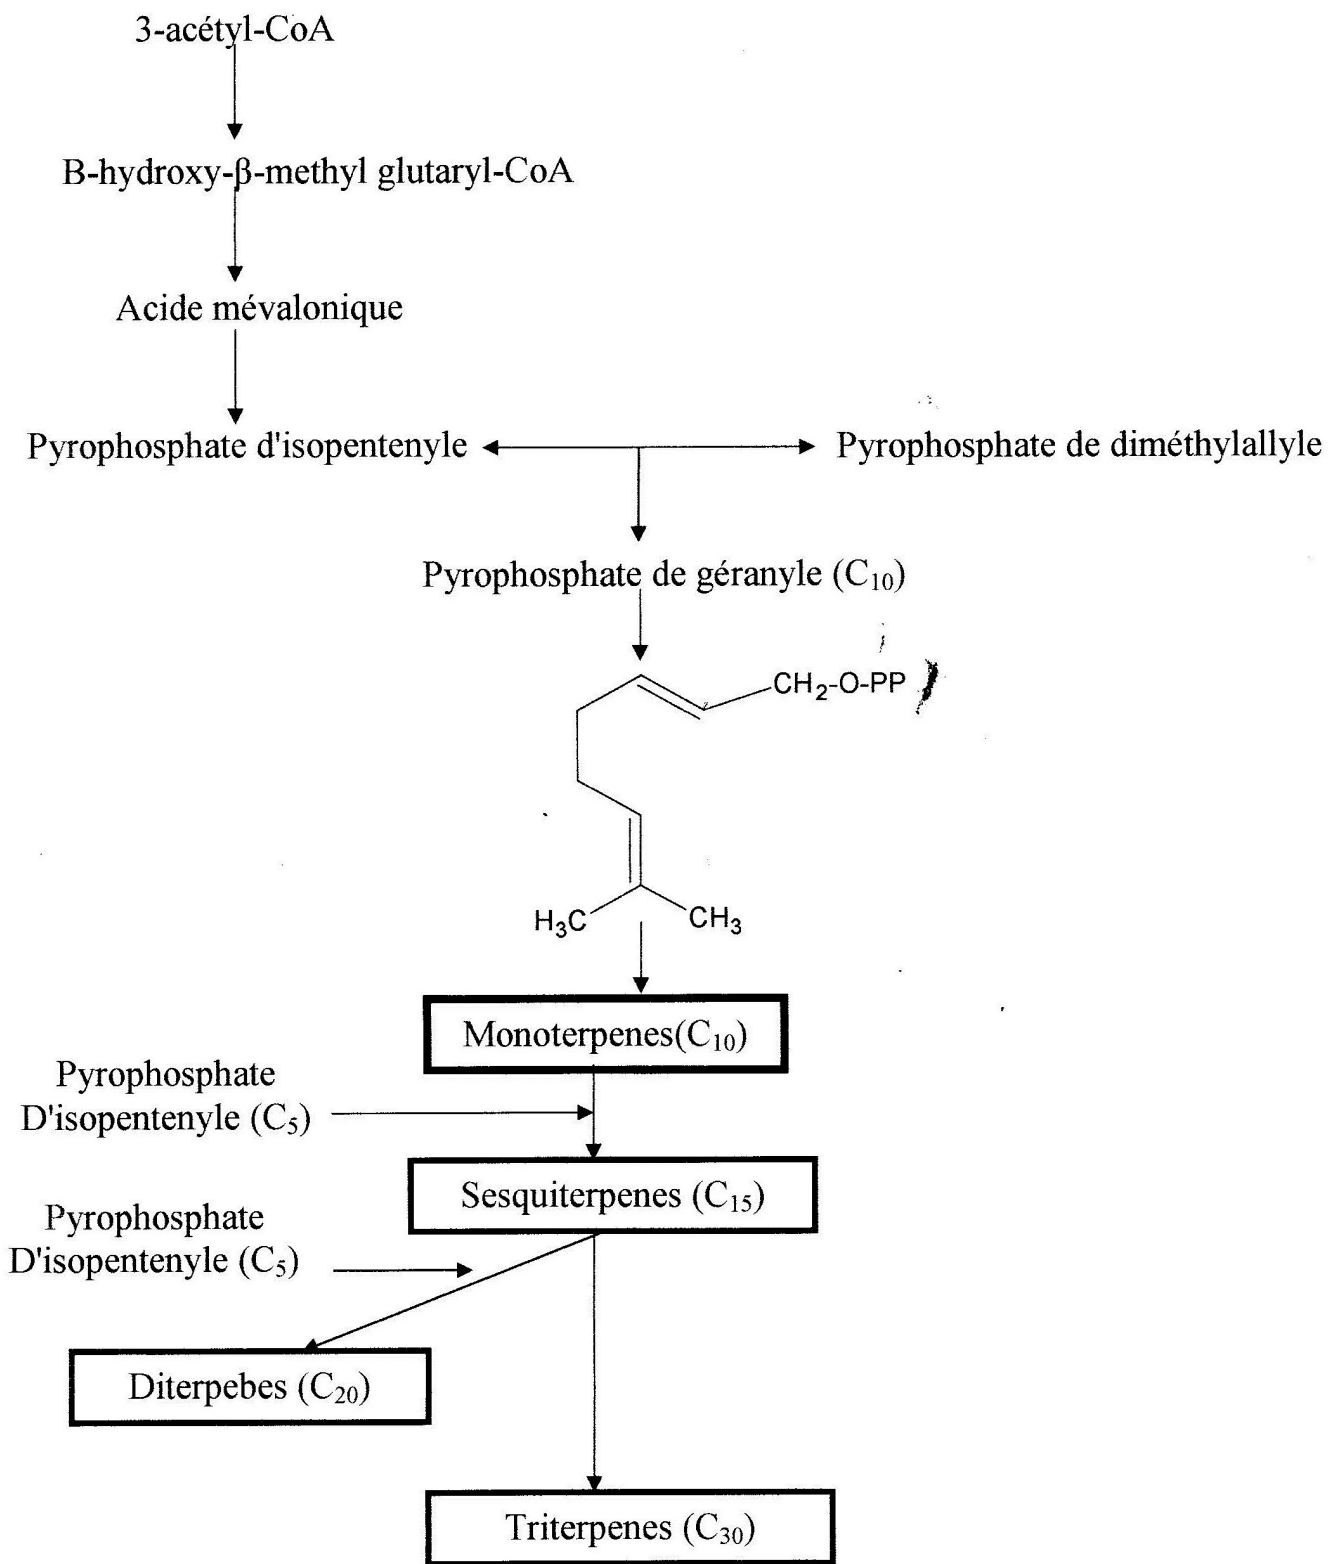 3-acétyl-CoA
B-hydroxy-β-methyl glutaryl-CoA
Acide mévalonique
Pyrophosphate d'isopentenyle
Pyrophosphate de diméthylallyle
Pyrophosphate de géranyle (C₁₀)
CH₂-O-PP
H₃C
CH₃
Monoterpenes(C₁₀)
Pyrophosphate
D'isopentenyle (C₅)
Sesquiterpenes (C₁₅)
Pyrophosphate
D'isopentenyle (C₅)
Diterpebes (C₂₀)
Triterpenes (C₃₀)